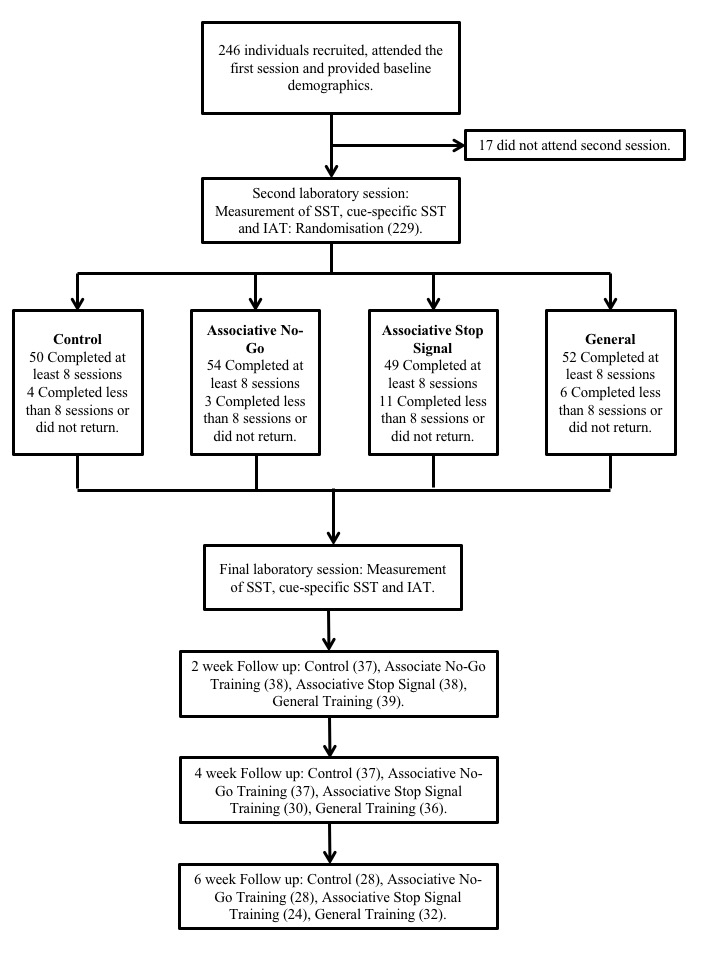 246 individuals recruited, attended the
first session and provided baseline
demographics.
17 did not attend second session.
Second laboratory session:
Measurement of SST, cue-specific SST
and IAT: Randomisation (229).
Control
50 Completed at
least 8 sessions
4 Completed less
than 8 sessions or
did not return.
Associative No-
Go
54 Completed at
least 8 sessions
3 Completed less
than 8 sessions or
did not return.
Associative Stop
Signal
49 Completed at
least 8 sessions
11 Completed less
than 8 sessions or
did not return.
General
52 Completed at
least 8 sessions
6 Completed less
than 8 sessions or
did not return.
Final laboratory session: Measurement
of SST, cue-specific SST and IAT.
2 week Follow up: Control (37), Associate No-Go
Training (38), Associative Stop Signal (38),
General Training (39).
4 week Follow up: Control (37), Associative No-
Go Training (37), Associative Stop Signal
Training (30), General Training (36).
6 week Follow up: Control (28), Associative No-
Go Training (28), Associative Stop Signal
Training (24), General Training (32).